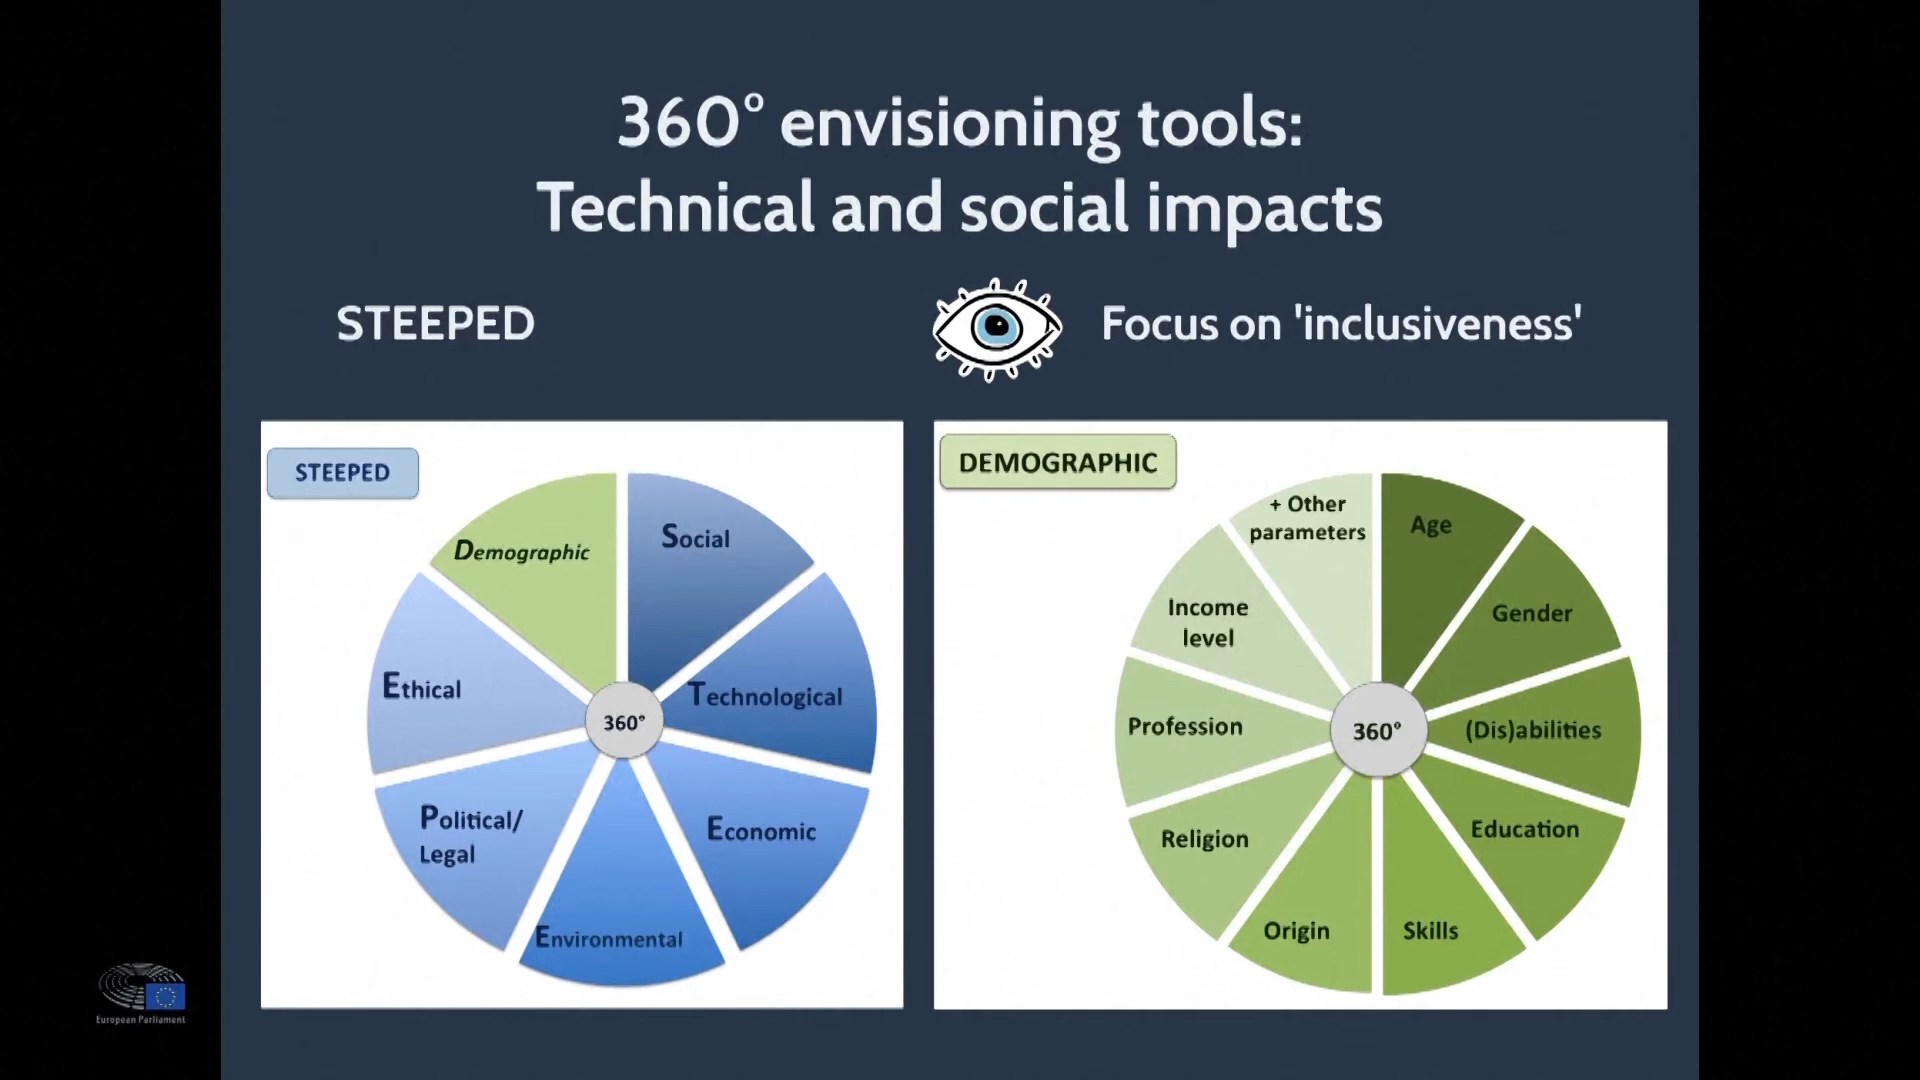 360° envisioning tools:
Technical and social impacts
STEEPED
Focus on 'inclusiveness'
STEEPED
Demographic
Social
Ethical
Technological
360°
Political/
Legal
Economic
Environmental
DEMOGRAPHIC
+ Other
parameters
Age
Income
level
Gender
Profession
360°
(Dis)abilities
Religion
Education
Origin
Skills
European Parliament